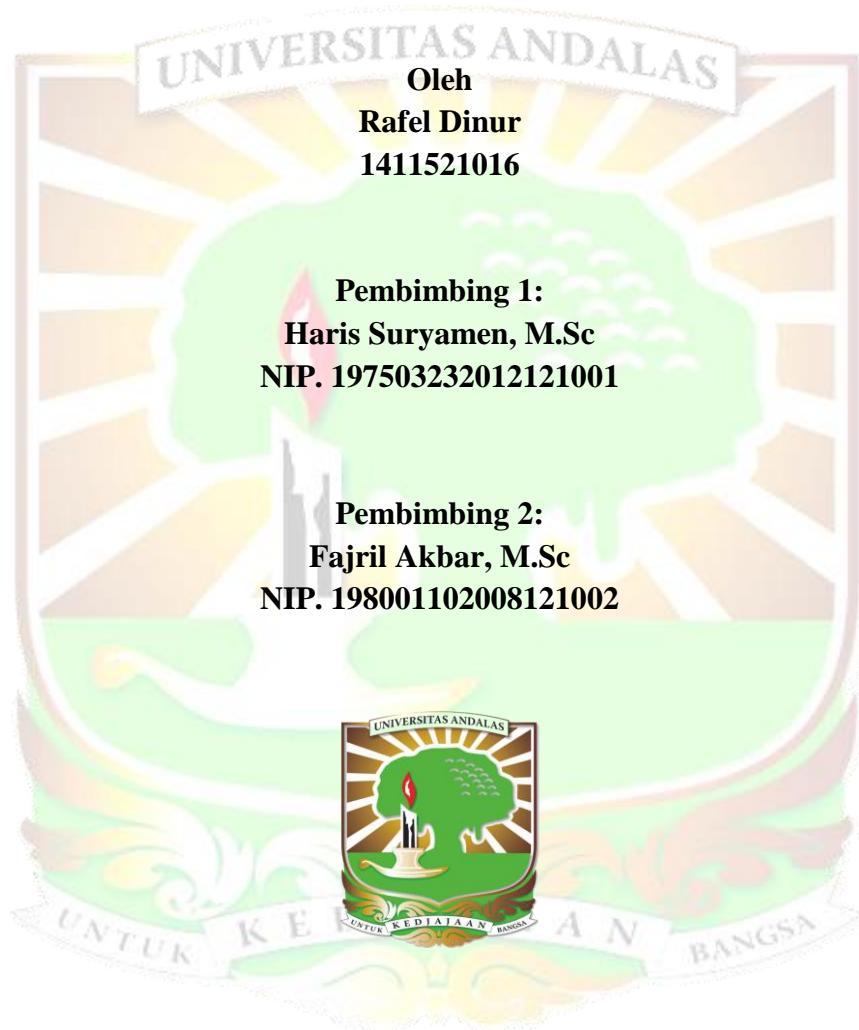 UNIVERSITAS ANDALAS
Oleh
Rafel Dinur
1411521016
Pembimbing 1:
Haris Suryamen, M.Sc
NIP. 197503232012121001
Pembimbing 2:
Fajril Akbar, M.Sc
NIP. 198001102008121002
UNIVERSITAS ANDALAS
UNTUK KEDJAJAAN BANGSA
UNTUK KEDJAJAAN BANGSA